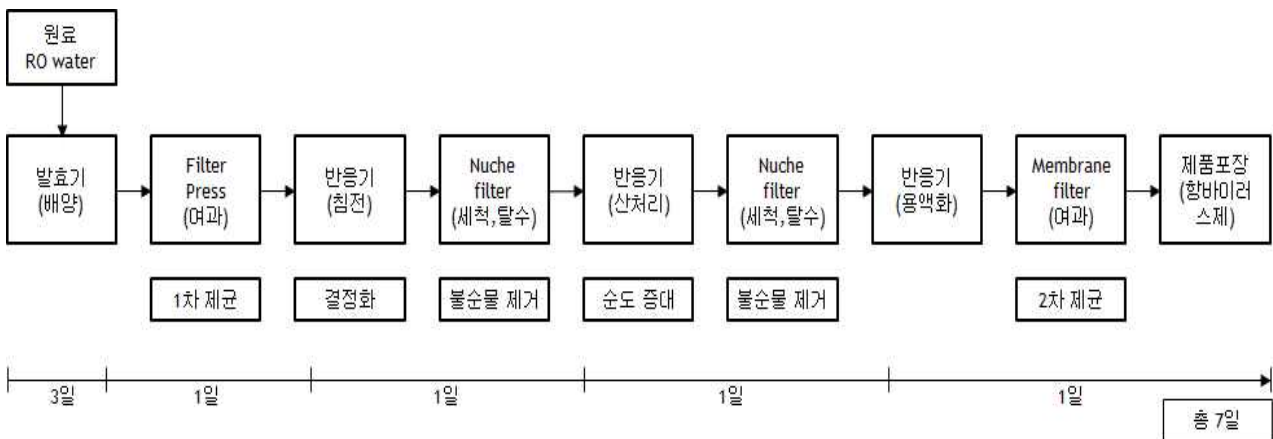 원료
RO water
발효기
(배양)
Filter
Press
(여과)
반응기
(침전)
Nuche
filter
(세척,탈수)
반응기
(산처리)
Nuche
filter
(세척,탈수)
반응기
(용액화)
Membrane
filter
(여과)
제품포장
(항바이러
스제)
1차 제균
결정화
불순물 제거
순도 증대
불순물 제거
2차 제균
3일
1일
1일
1일
1일
총 7일